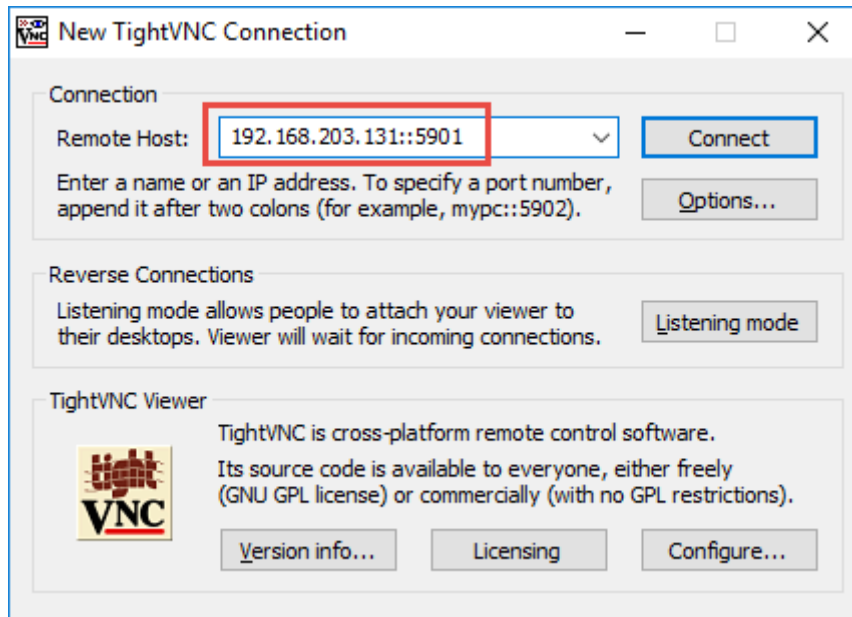 New TightVNC Connection
Connection
Remote Host: 192.168.203.131::5901 Connect
Enter a name or an IP address. To specify a port number,
append it after two colons (for example, mypc::5902). Options...
Reverse Connections
Listening mode allows people to attach your viewer to
their desktops. Viewer will wait for incoming connections. Listening mode
TightVNC Viewer
TightVNC is cross-platform remote control software.
Its source code is available to everyone, either freely
(GNU GPL license) or commercially (with no GPL restrictions).
tight
VNC
Version info... Licensing Configure...